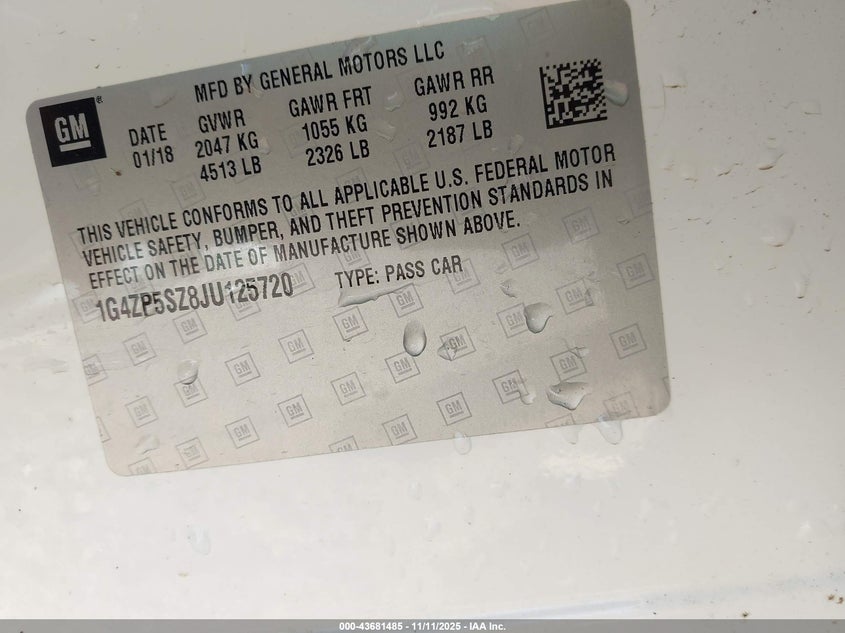 MFD BY GENERAL MOTORS LLC
GM®
DATE GVWR GAWR FRT GAWR RR
01/18 2047 KG 1055 KG 992 KG
4513 LB 2326 LB 2187 LB
THIS VEHICLE CONFORMS TO ALL APPLICABLE U.S. FEDERAL MOTOR
VEHICLE SAFETY, BUMPER, AND THEFT PREVENTION STANDARDS IN
EFFECT ON THE DATE OF MANUFACTURE SHOWN ABOVE.
1G4ZP5SZ8JU125720 TYPE: PASS CAR
000-43681485 - 11/11/2025 - IAA Inc.